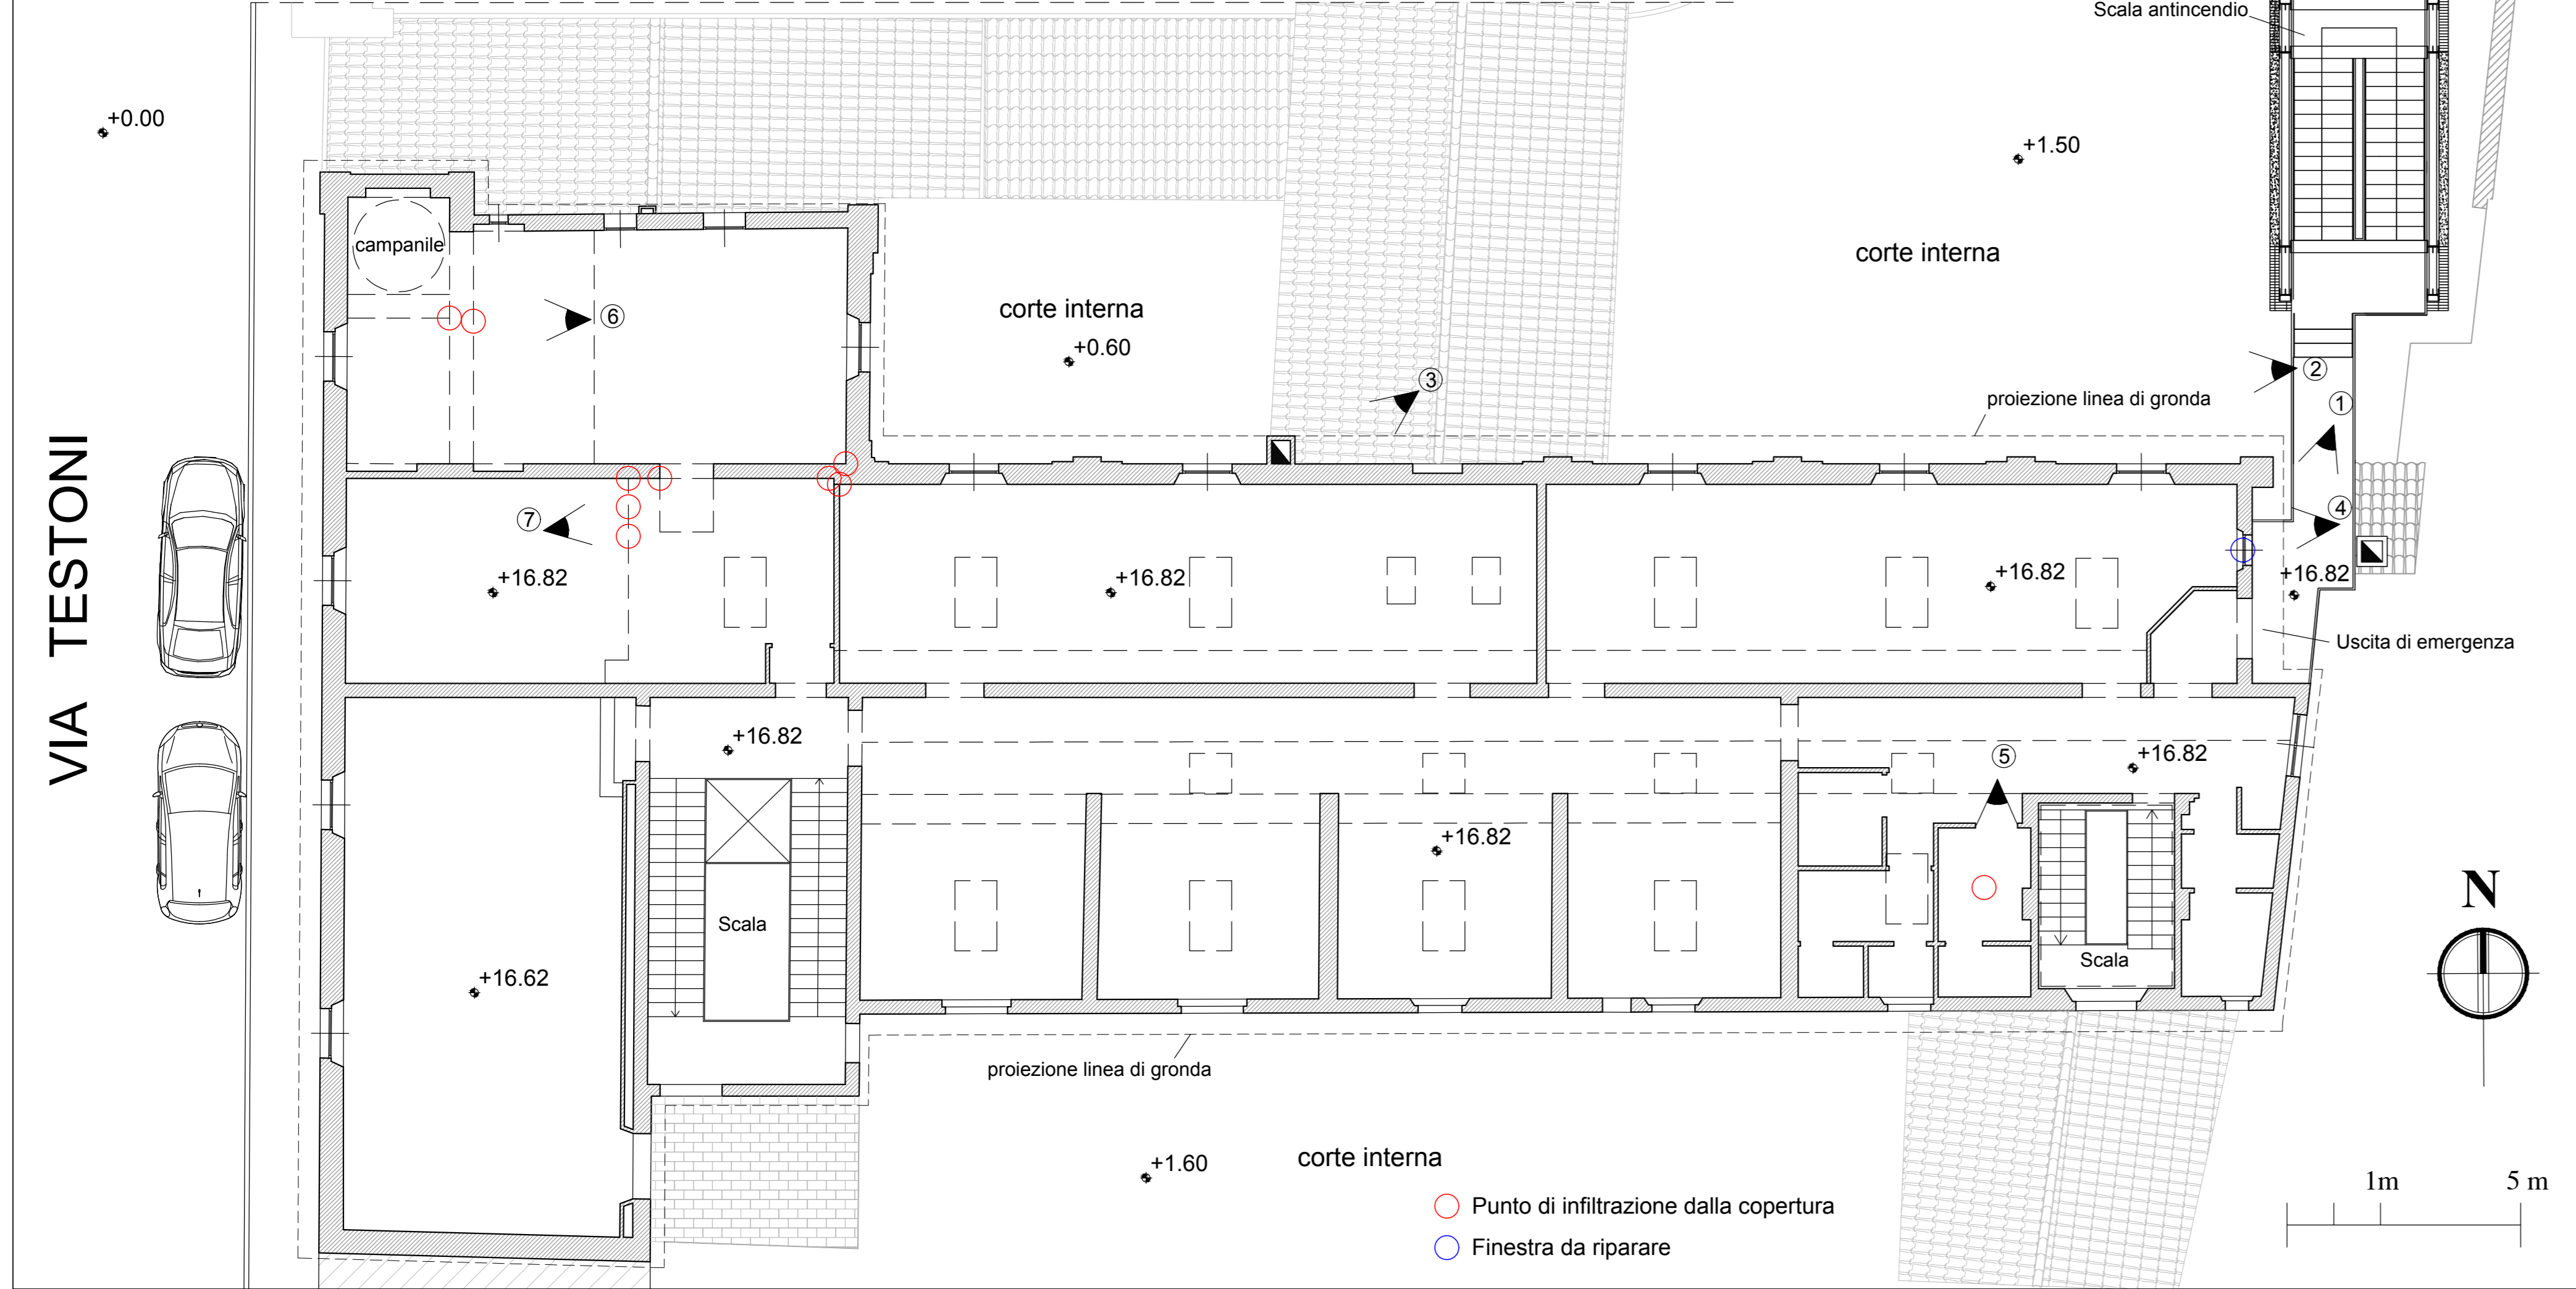 Scala antincendio
+0.00
+1.50
campanile
corte interna
corte interna
+0.60
6
3
2
1
proiezione linea di gronda
VIA TESTONI
7
4
+16.82
+16.82
+16.82
+16.82
Uscita di emergenza
+16.82
5
+16.82
+16.82
N
Scala
Scala
+16.62
proiezione linea di gronda
+1.60
corte interna
1m
5 m
Punto di infiltrazione dalla copertura
Finestra da riparare